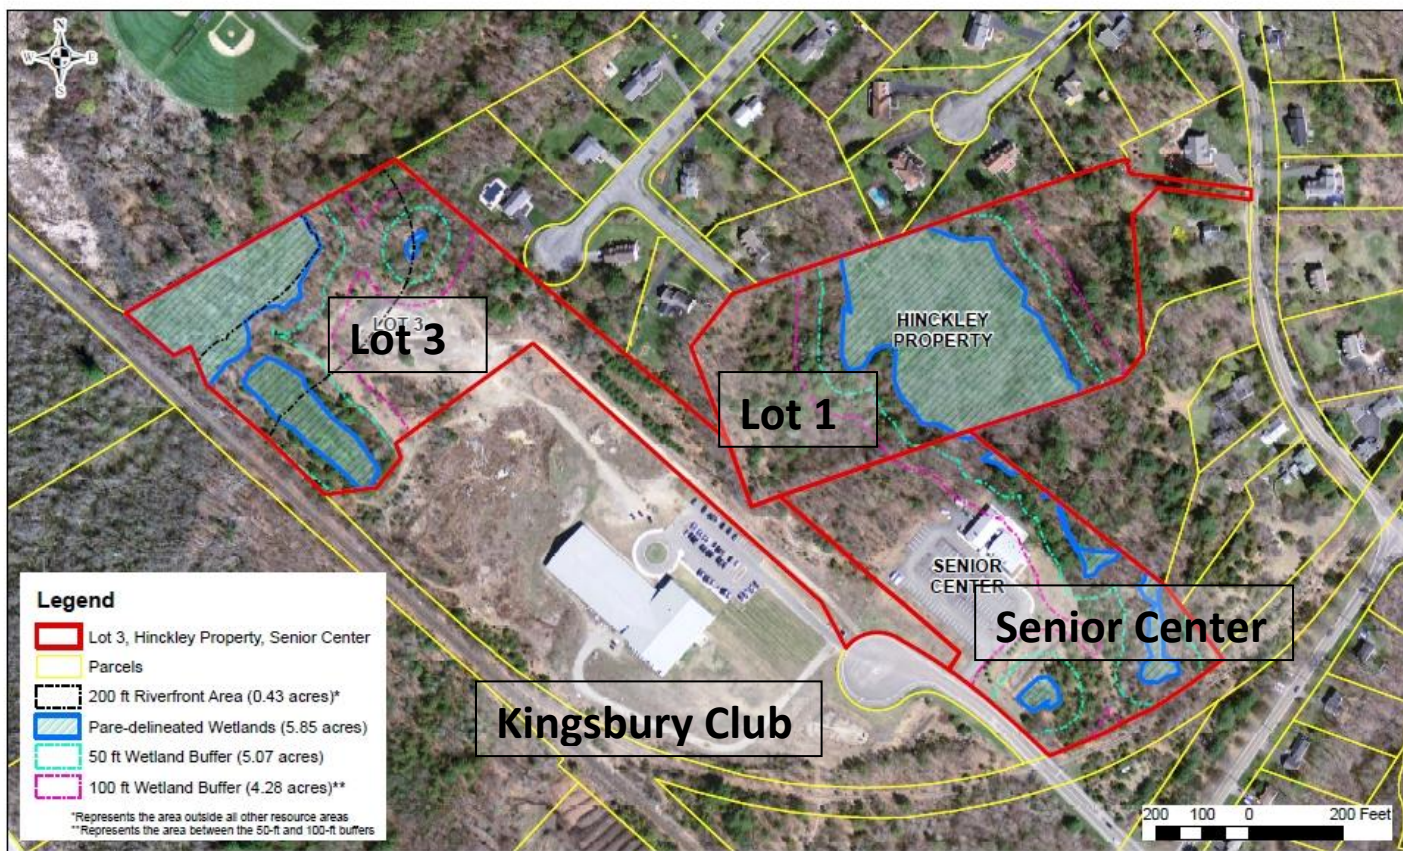 N
W E
S
LOT 3
Lot 3
HINCKLEY
PROPERTY
Lot 1
SENIOR
CENTER
Senior Center
Kingsbury Club
Legend
Lot 3, Hinckley Property, Senior Center
Parcels
200 ft Riverfront Area (0.43 acres)*
Pare-delineated Wetlands (5.85 acres)
50 ft Wetland Buffer (5.07 acres)
100 ft Wetland Buffer (4.28 acres)**
*Represents the area outside all other resource areas
**Represents the area between the 50-ft and 100-ft buffers
200 100 0 200 Feet